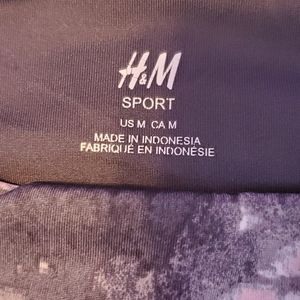 H&M
SPORT
US M CA M
MADE IN INDONESIA
FABRIQUÉ EN INDONÉSIE